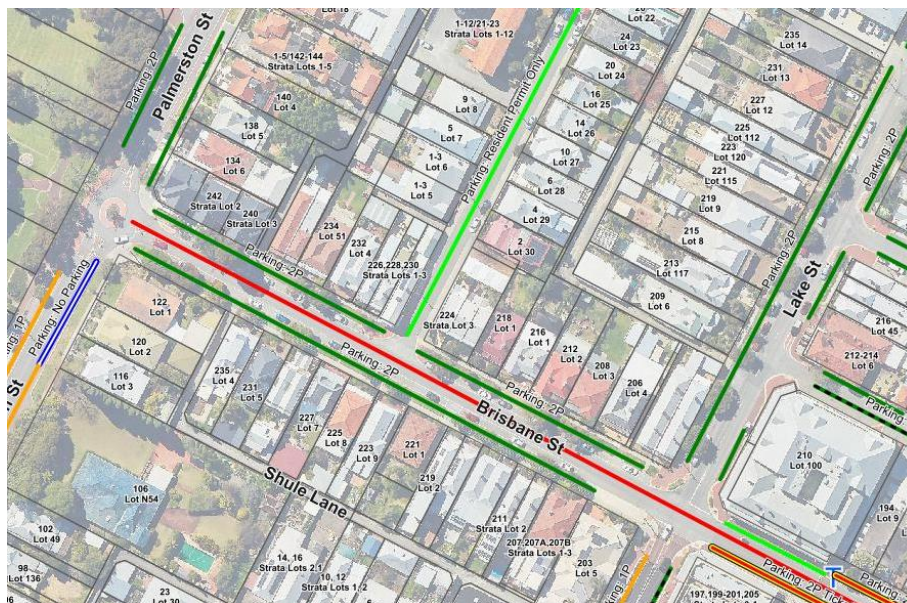 Lot 18
1-12/21-23
Strata Lots 1-12
Lot 22
24
Lot 23
235
Lot 14
Parking: 2P
Palmerston St
1-5/142-144
Strata Lots 1-5
140
Lot 4
138
Lot 5
134
Lot 6
9
Lot 8
5
Lot 7
1-3
Lot 6
1-3
Lot 5
Parking: Resident Permit Only
20
Lot 24
16
Lot 25
14
Lot 26
10
Lot 27
6
Lot 28
4
Lot 29
2
Lot 30
231
Lot 13
227
Lot 12
225
Lot 112
223
Lot 120
221
Lot 115
219
Lot 9
215
Lot 8
213
Lot 117
209
Lot 6
Parking: 2P
Parking: 2P
Lake St
242
Strata Lot 2
240
Strata Lot 3
234
Lot 51
232
Lot 4
226,228,230
Strata Lots 1-3
Parking: 2P
224
Strata Lot 3
218
Lot 1
216
Lot 1
212
Lot 2
208
Lot 3
206
Lot 4
216
Lot 45
212-214
Lot 6
Parking:
Parking: No Parking
122
Lot 1
120
Lot 2
116
Lot 3
235
Lot 4
231
Lot 5
227
Lot 7
225
Lot 8
223
Lot 9
221
Lot 1
219
Lot 2
211
Strata Lot 2
207,207A,207B
Strata Lots 1-3
203
Lot 5
Parking: 2P
Parking: 2P
Brisbane St
Shule Lane
210
Lot 100
194
Lot 9
106
Lot N54
102
Lot 49
98
Lot 136
23
Lot 30
14, 16
Strata Lots 2,1
10, 12
Strata Lots 1, 2
1P
Parking: 2P
Parking:
197,199-201,205